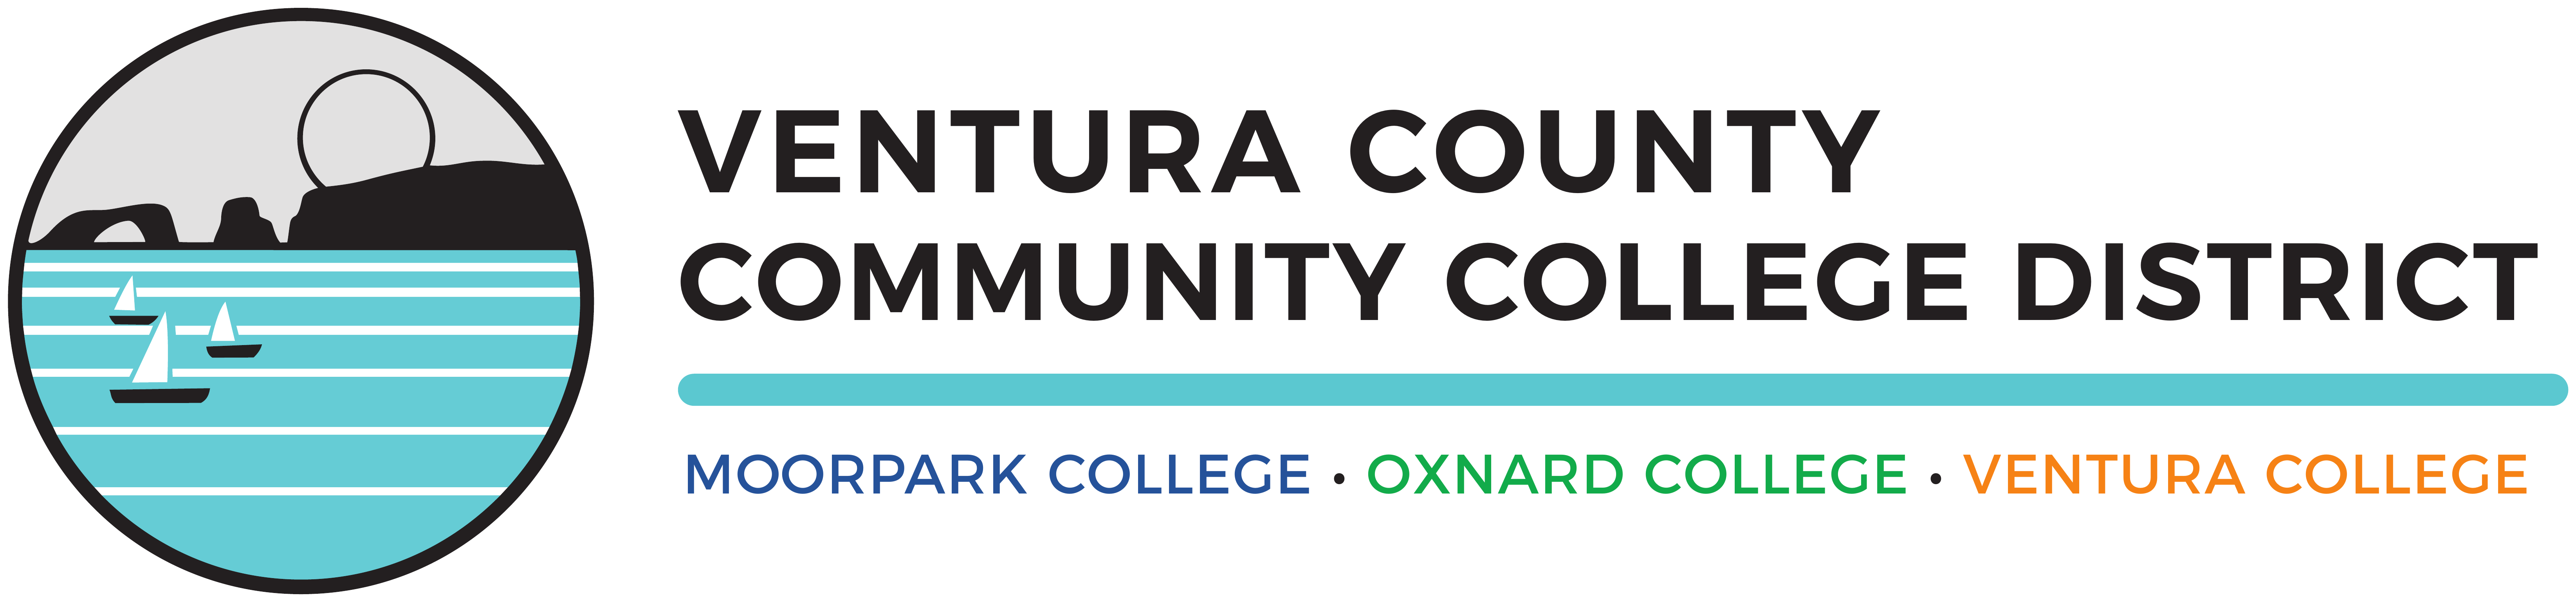 VENTURA COUNTY
COMMUNITY COLLEGE DISTRICT
MOORPARK COLLEGE • OXNARD COLLEGE • VENTURA COLLEGE